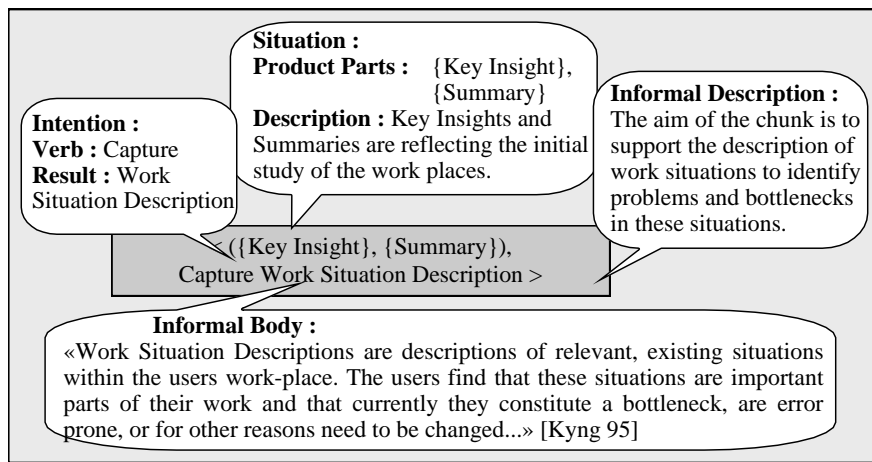 Situation :
Product Parts : {Key Insight},
{Summary}
Description : Key Insights and
Summaries are reflecting the initial
study of the work places.
Intention :
Verb : Capture
Result : Work
Situation Description
Informal Description :
The aim of the chunk is to
support the description of
work situations to identify
problems and bottlenecks
in these situations.
< ({Key Insight}, {Summary}),
Capture Work Situation Description >
Informal Body :
«Work Situation Descriptions are descriptions of relevant, existing situations
within the users work-place. The users find that these situations are important
parts of their work and that currently they constitute a bottleneck, are error
prone, or for other reasons need to be changed...» [Kyng 95]